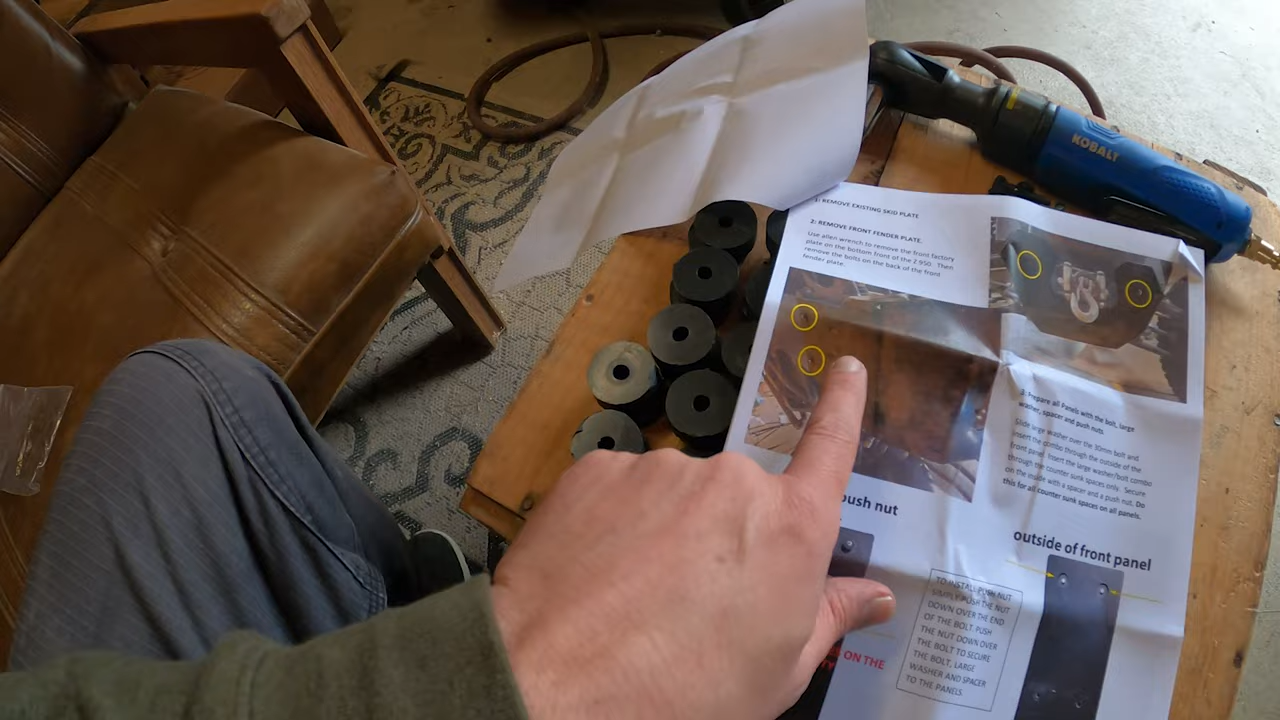 KOBALT
1: REMOVE EXISTING SKID PLATE
2: REMOVE FRONT FENDER PLATE.
Use allen wrench to remove the front factory
plate on the bottom front of the Z 950. Then
remove the bolts on the back of the front
fender plate.
3: Prepare all Panels with the bolt, large
washer, spacer and push nuts
Slide large washer over the 30mm bolt and
insert the combo through the outside of the
front panel. Insert the large washer/bolt combo
through the counter sunk spaces only. Secure
on the inside with a spacer and a push nut. Do
this for all counter sunk spaces on all panels.
push nut
outside of front panel
TO INSTALL PUSH NUT
SIMPLY PUSH THE NUT
DOWN OVER THE END
OF THE BOLT. PUSH
THE NUT DOWN OVER
THE BOLT TO SECURE
THE BOLT, LARGE
WASHER AND SPACER
TO THE PANELS.
ON THE